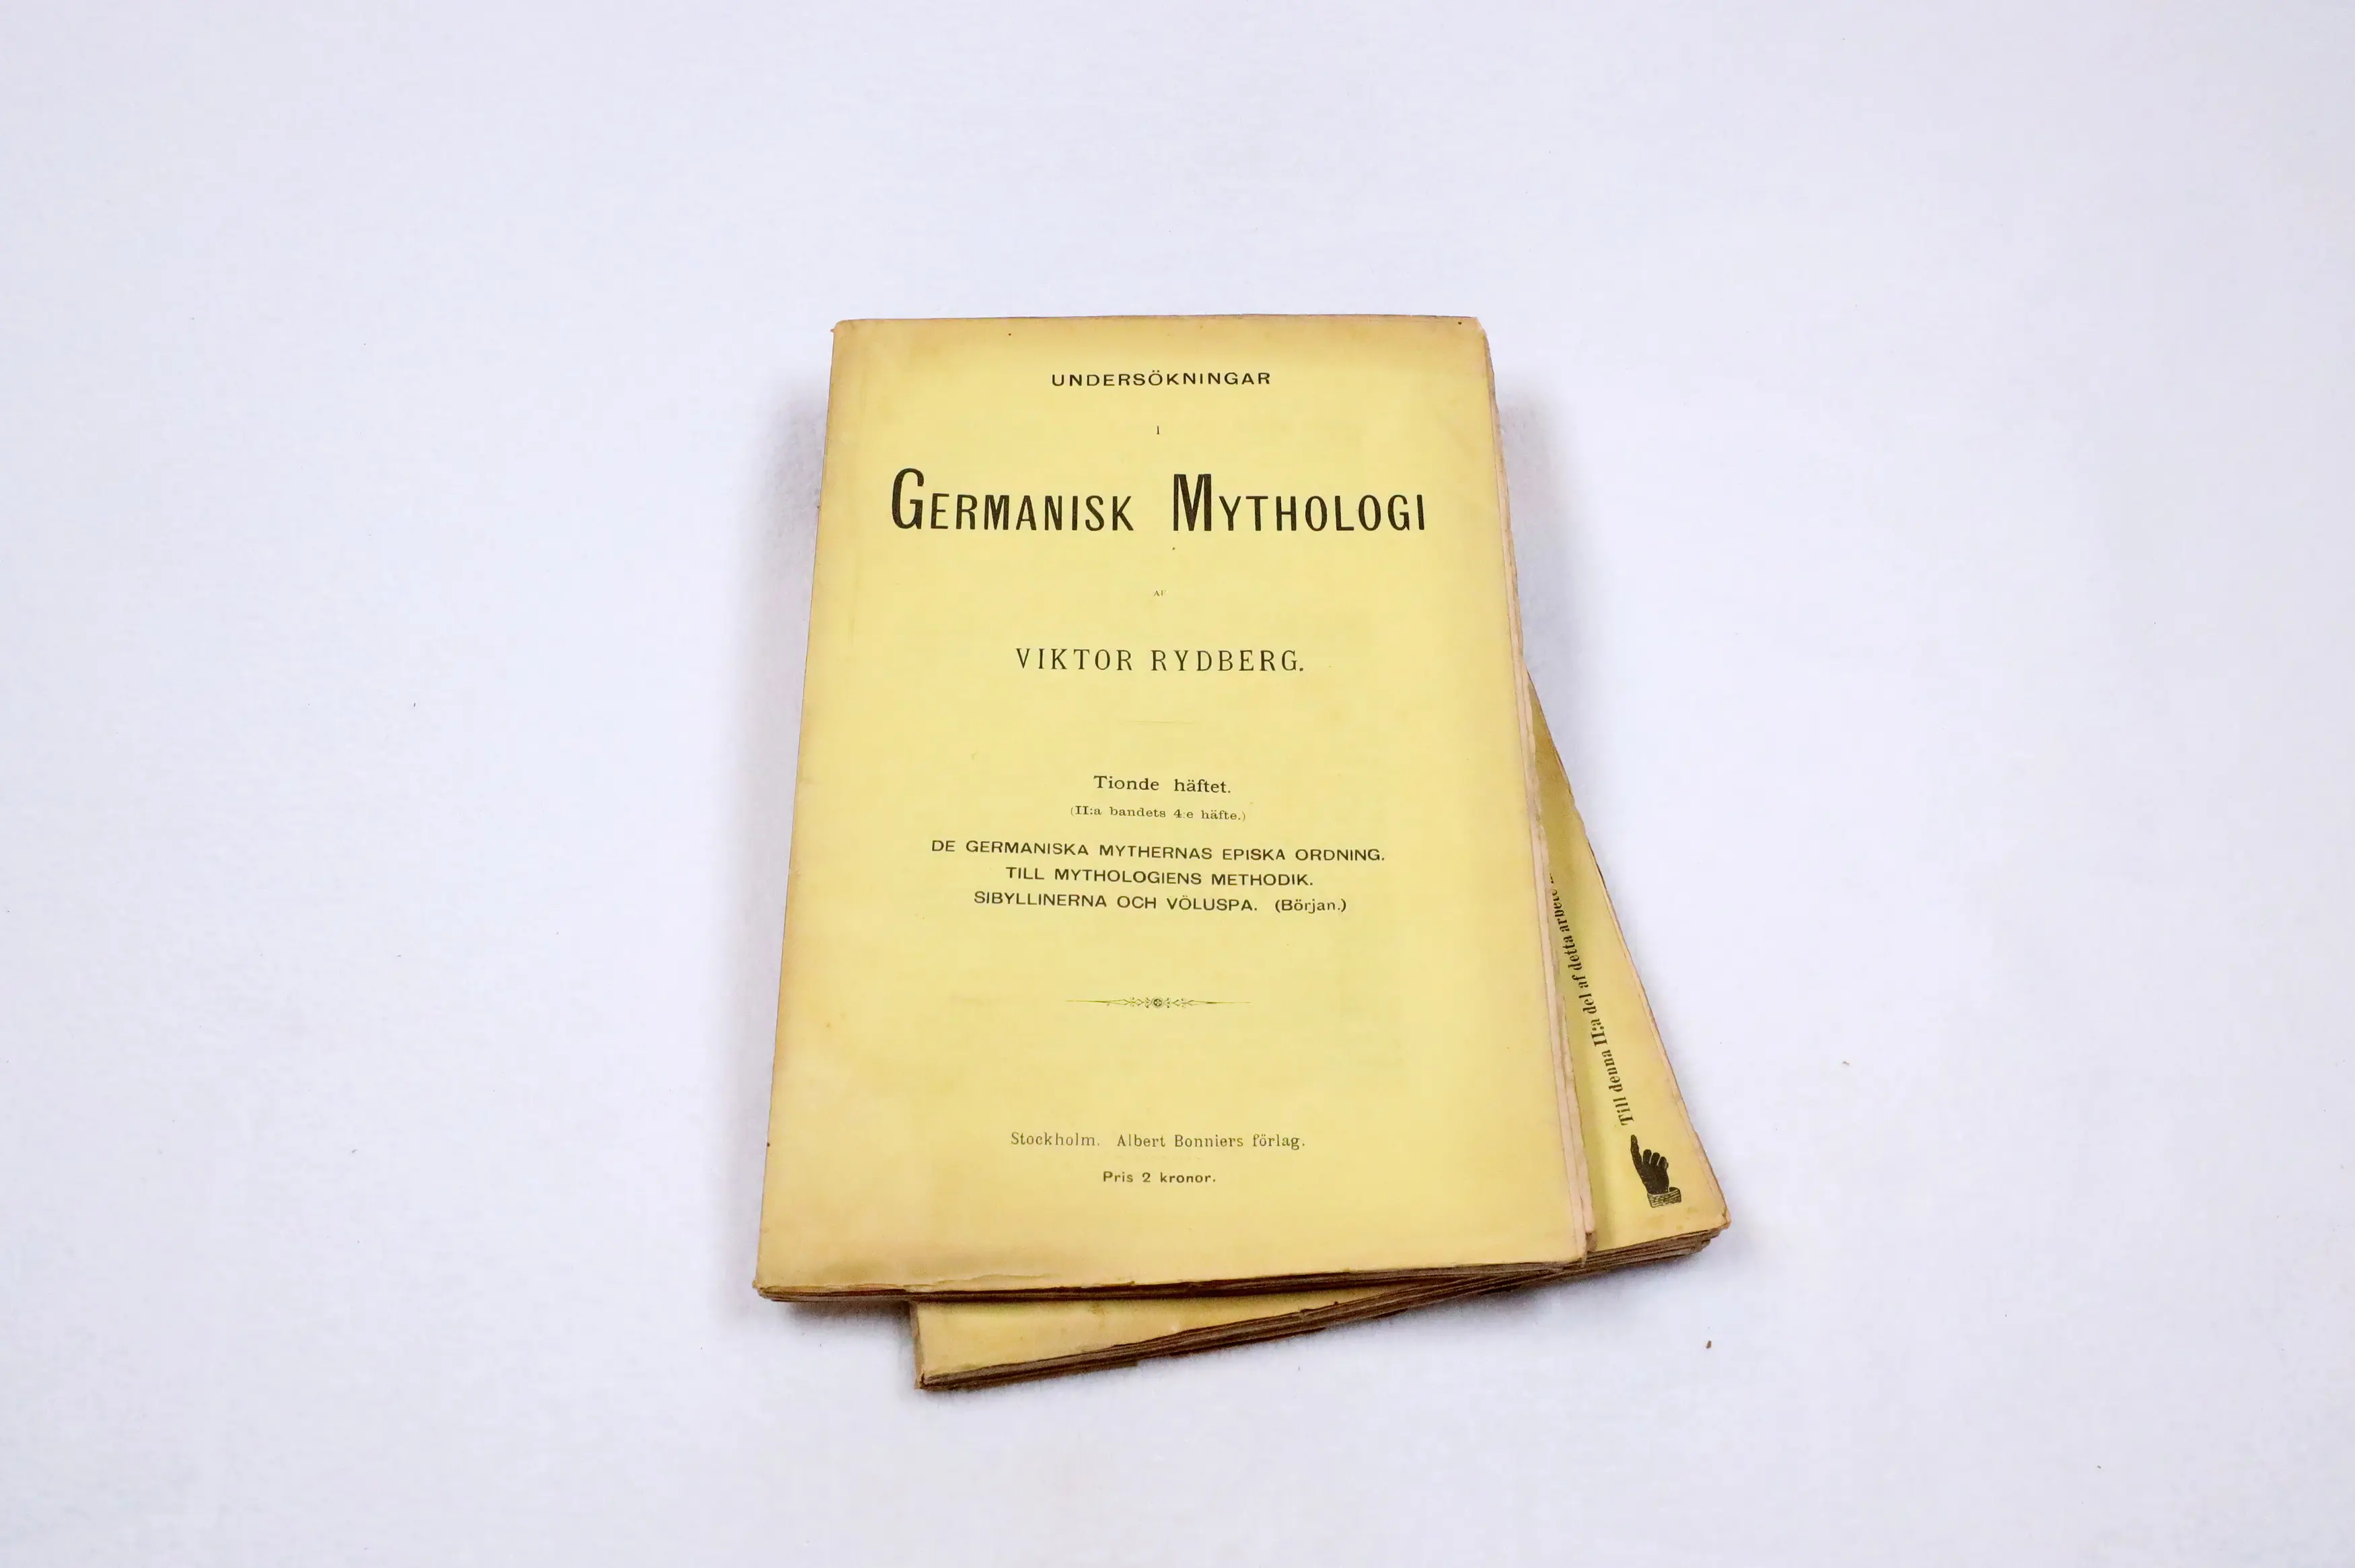 UNDERSÖKNINGAR
I
GERMANISK MYTHOLOGI
AF
VIKTOR RYDBERG.
Tionde häftet.
(II:a bandets 4:e häfte.)
DE GERMANISKA MYTHERNAS EPISKA ORDNING.
TILL MYTHOLOGIENS METHODIK.
SIBYLLINERNA OCH VÖLUSPA. (Början.)
Stockholm. Albert Bonniers förlag.
Pris 2 kronor.
Till denna II:a del af detta